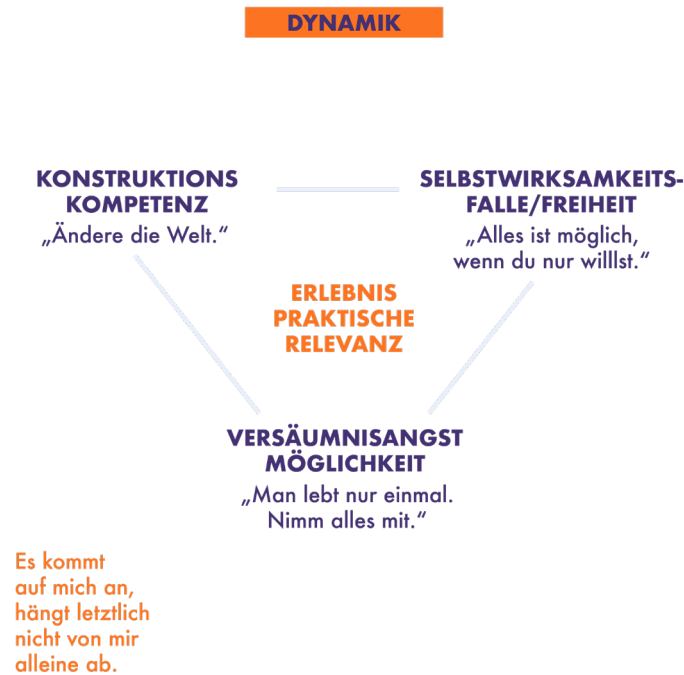 DYNAMIK
KONSTRUKTIONS
KOMPETENZ
„Ändere die Welt.“
SELBSTWIRKSAMKEITS-
FALLE/FREIHEIT
„Alles ist möglich,
wenn du nur willlst.“
ERLEBNIS
PRAKTISCHE
RELEVANZ
VERSÄUMNISANGST
MÖGLICHKEIT
„Man lebt nur einmal.
Nimm alles mit.“
Es kommt
auf mich an,
hängt letztlich
nicht von mir
alleine ab.